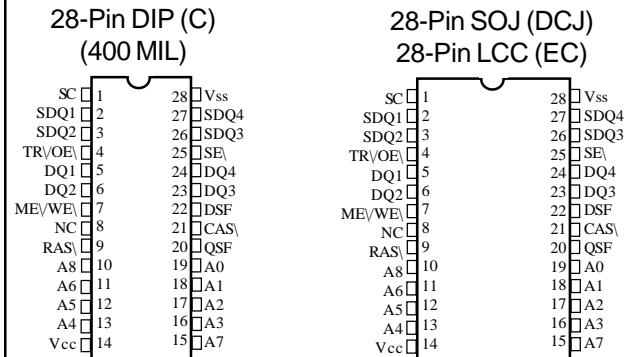 28-Pin DIP (C)
(400 MIL)
SC 1 28 Vss
SDQ1 2 27 SDQ4
SDQ2 3 26 SDQ3
TR\/OE\ 4 25 SE\
DQ1 5 24 DQ4
DQ2 6 23 DQ3
ME\/WE\ 7 22 DSF
NC 8 21 CAS\
RAS\ 9 20 QSF
A8 10 19 A0
A6 11 18 A1
A5 12 17 A2
A4 13 16 A3
Vcc 14 15 A7
28-Pin SOJ (DCJ)
28-Pin LCC (EC)
SC 1 28 Vss
SDQ1 2 27 SDQ4
SDQ2 3 26 SDQ3
TR\/OE\ 4 25 SE\
DQ1 5 24 DQ4
DQ2 6 23 DQ3
ME\/WE\ 7 22 DSF
NC 8 21 CAS\
RAS\ 9 20 QSF
A8 10 19 A0
A6 11 18 A1
A5 12 17 A2
A4 13 16 A3
Vcc 14 15 A7